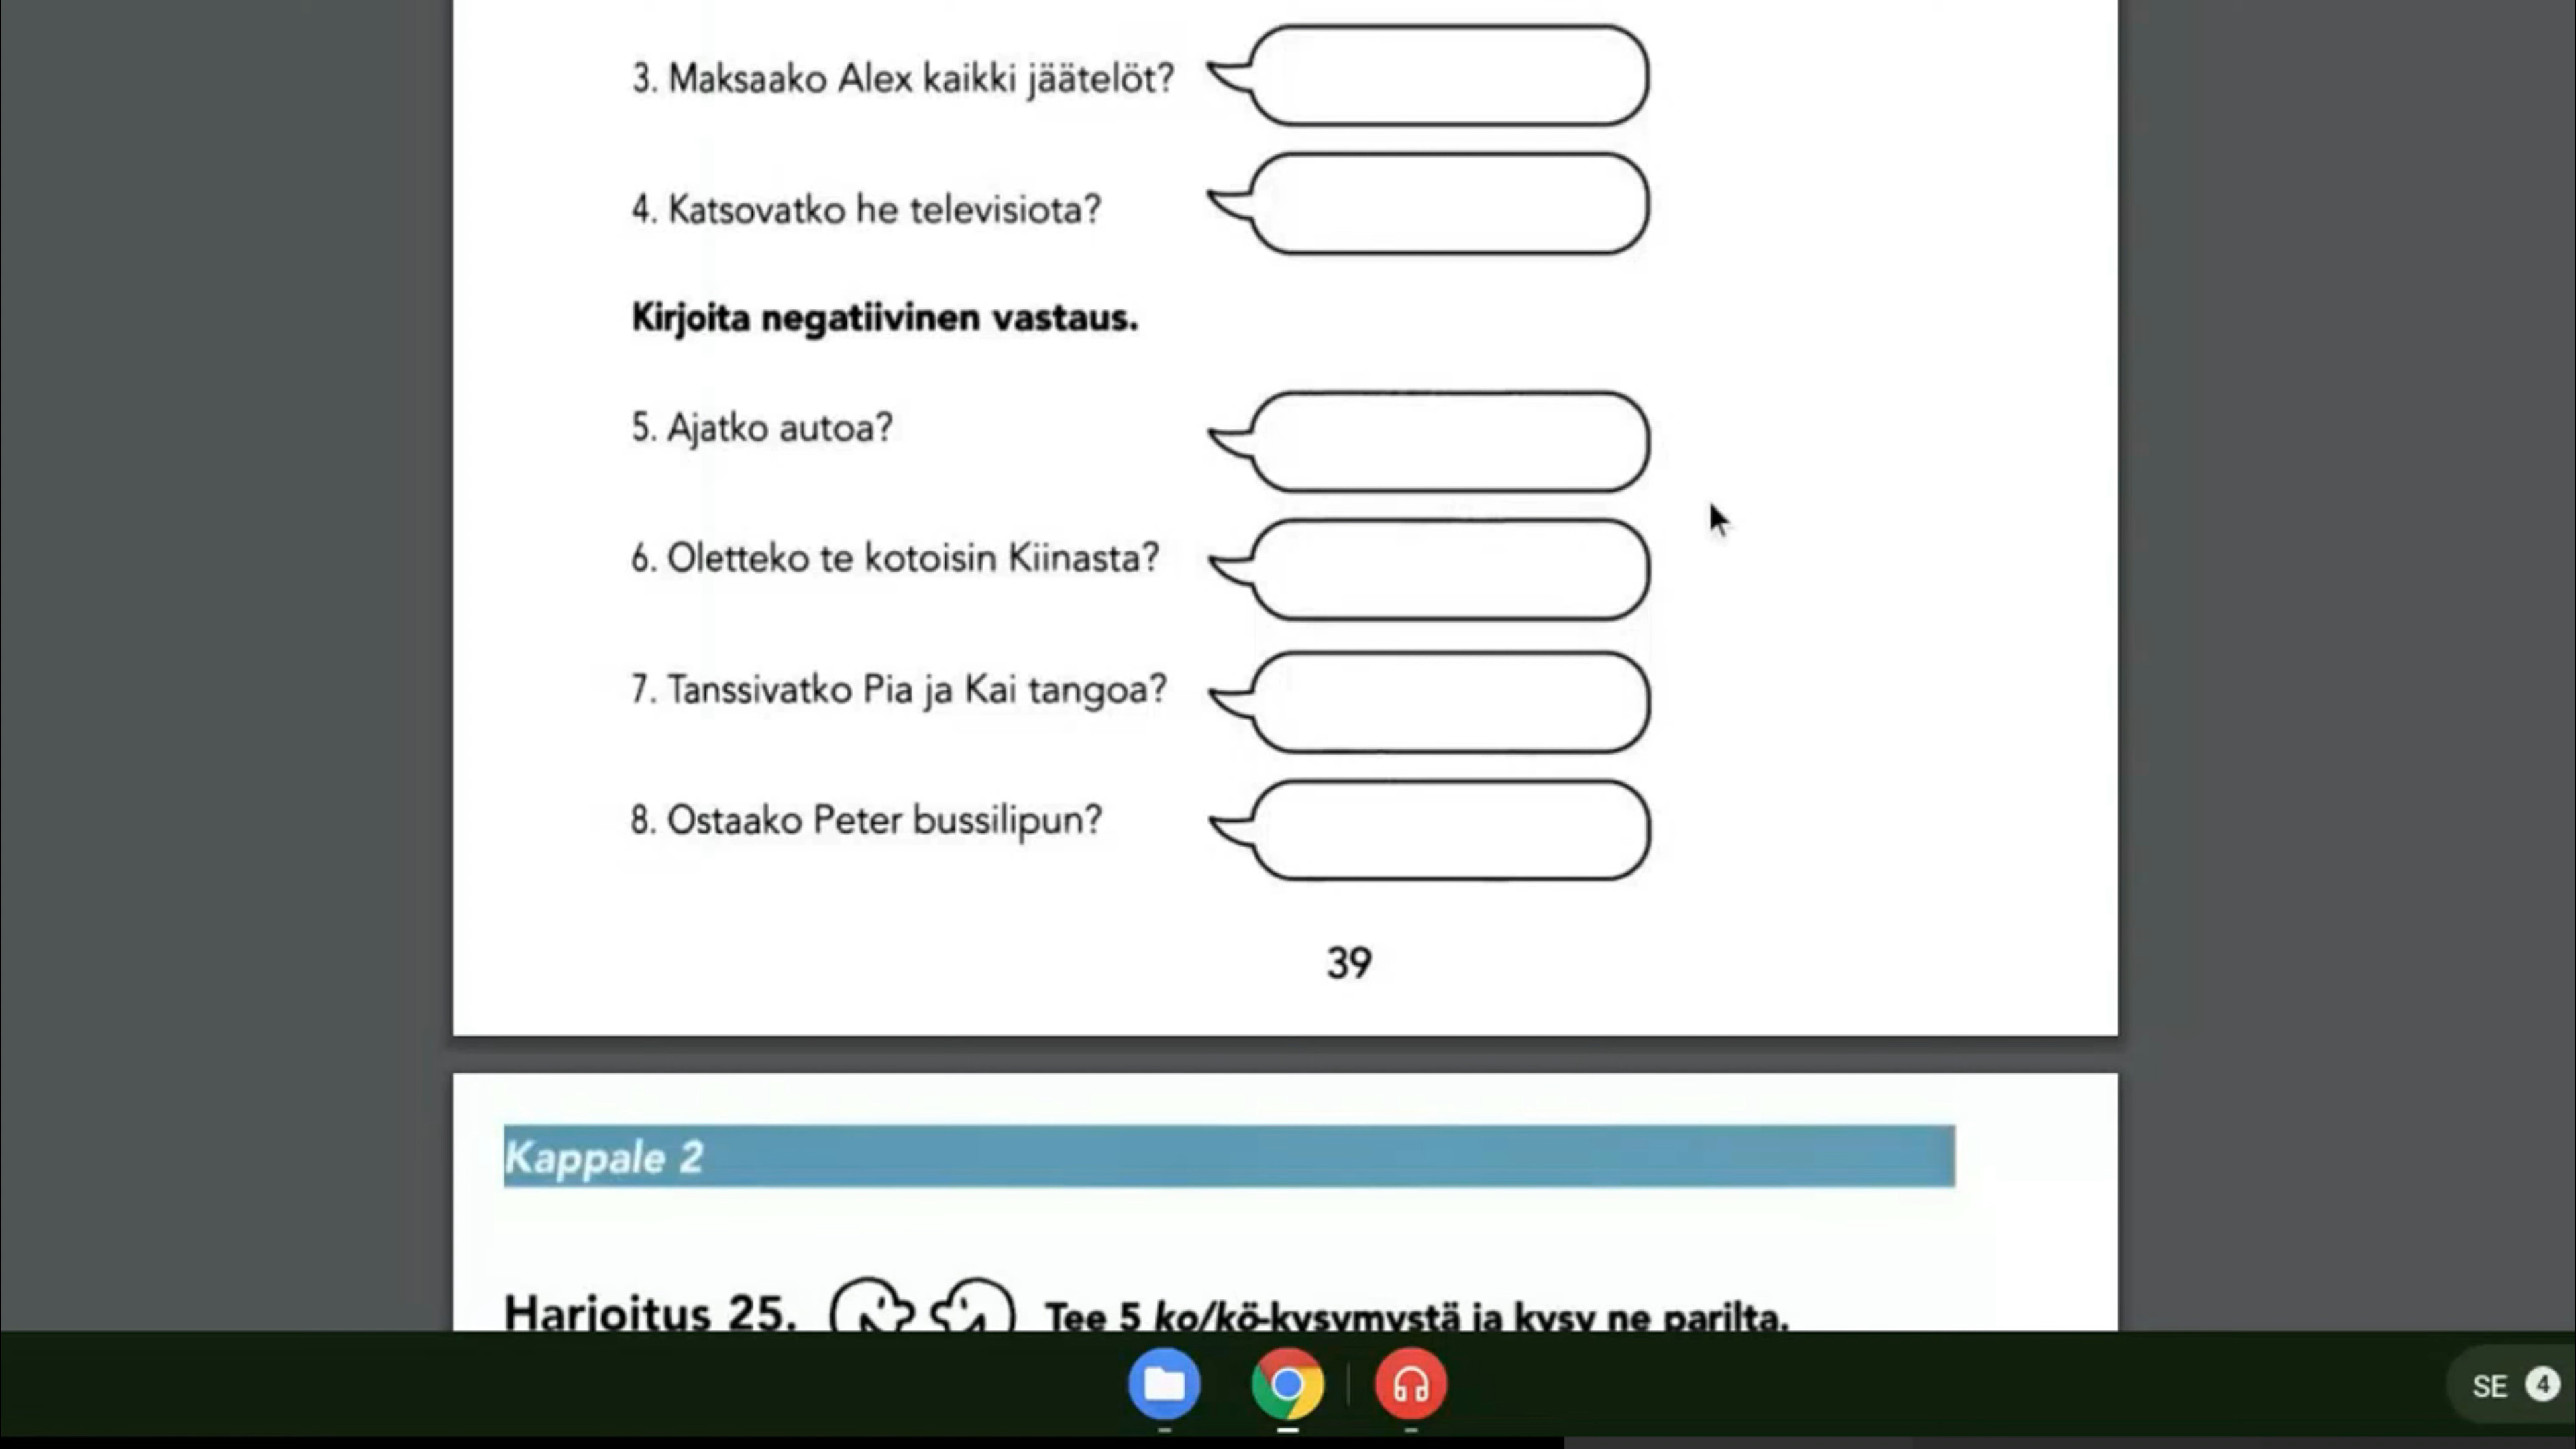 3. Maksaako Alex kaikki jäätelöt?
4. Katsovatko he televisiota?
Kirjoita negatiivinen vastaus.
5. Ajatko autoa?
6. Oletteko te kotoisin Kiinasta?
7. Tanssivatko Pia ja Kai tangoa?
8. Ostaako Peter bussilipun?
39
Kappale 2
Harjoitus 25. Tee 5 ko/kö-kysymystä ja kysy ne parilta.
SE 4